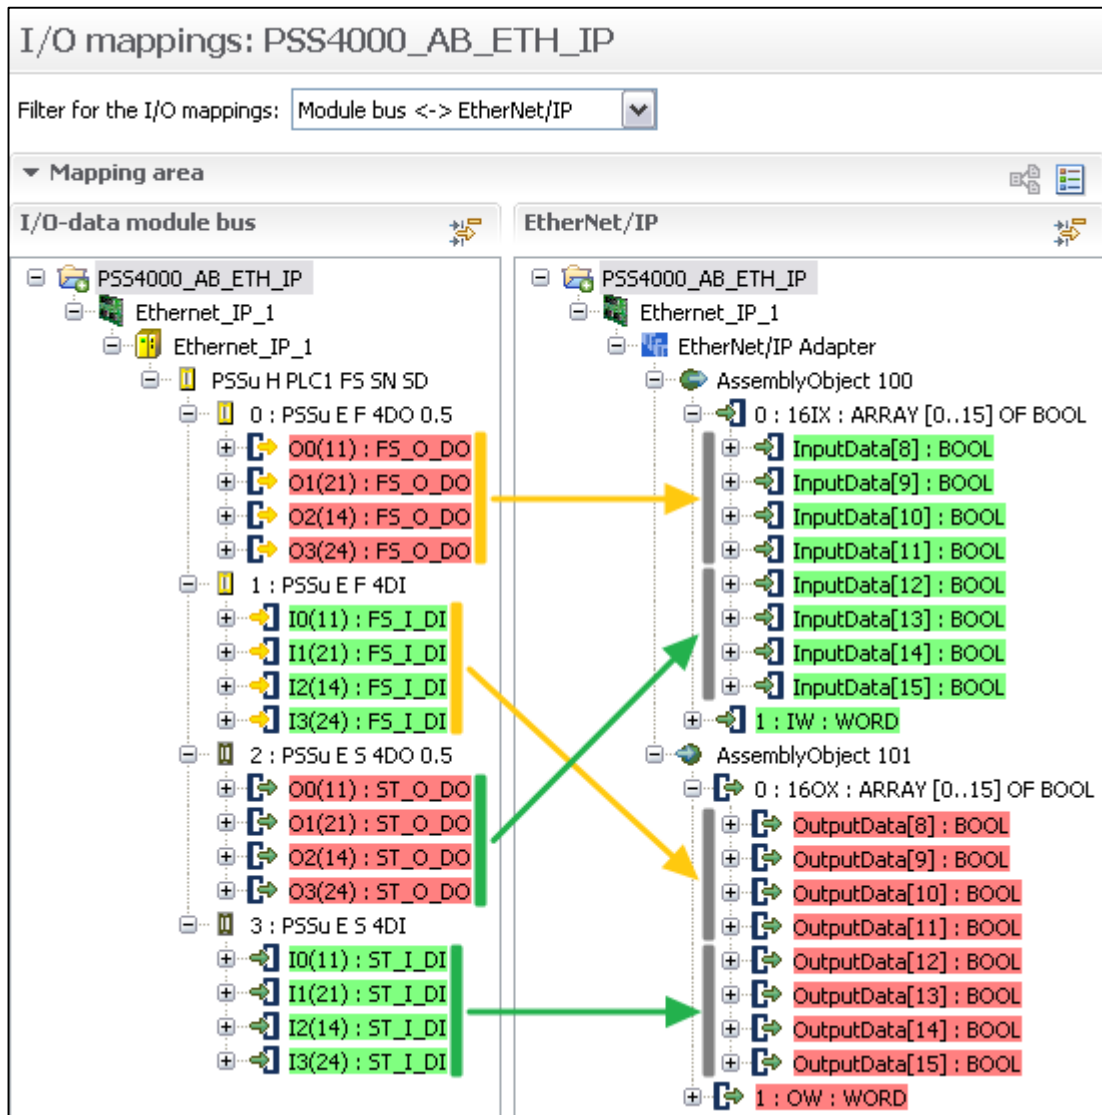 I/O mappings: PSS4000_AB_ETH_IP
Filter for the I/O mappings: Module bus <-> EtherNet/IP
Mapping area
I/O-data module bus
PSS4000_AB_ETH_IP
Ethernet_IP_1
Ethernet_IP_1
PSSu H PLC1 FS SN SD
0 : PSSu E F 4DO 0.5
O0(11) : FS_O_DO
O1(21) : FS_O_DO
O2(14) : FS_O_DO
O3(24) : FS_O_DO
1 : PSSu E F 4DI
I0(11) : FS_I_DI
I1(21) : FS_I_DI
I2(14) : FS_I_DI
I3(24) : FS_I_DI
2 : PSSu E S 4DO 0.5
O0(11) : ST_O_DO
O1(21) : ST_O_DO
O2(14) : ST_O_DO
O3(24) : ST_O_DO
3 : PSSu E S 4DI
I0(11) : ST_I_DI
I1(21) : ST_I_DI
I2(14) : ST_I_DI
I3(24) : ST_I_DI
EtherNet/IP
PSS4000_AB_ETH_IP
Ethernet_IP_1
EtherNet/IP Adapter
AssemblyObject 100
0 : 16IX : ARRAY [0..15] OF BOOL
InputData[8] : BOOL
InputData[9] : BOOL
InputData[10] : BOOL
InputData[11] : BOOL
InputData[12] : BOOL
InputData[13] : BOOL
InputData[14] : BOOL
InputData[15] : BOOL
1 : IW : WORD
AssemblyObject 101
0 : 16OX : ARRAY [0..15] OF BOOL
OutputData[8] : BOOL
OutputData[9] : BOOL
OutputData[10] : BOOL
OutputData[11] : BOOL
OutputData[12] : BOOL
OutputData[13] : BOOL
OutputData[14] : BOOL
OutputData[15] : BOOL
1 : OW : WORD